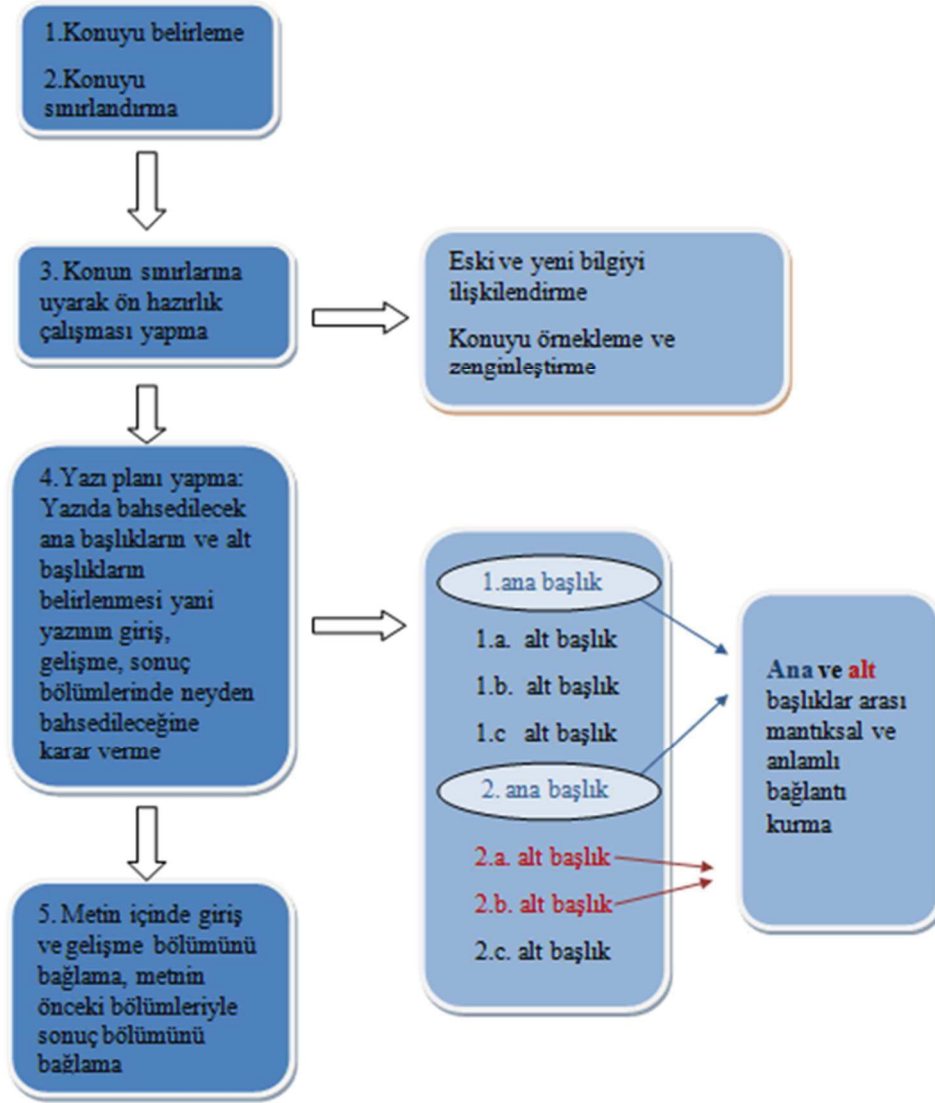 1.Konuyu belirleme
2.Konuyu
sınırlandırma
3. Konun sınırlarına
uyarak ön hazırlık
çalışması yapma
Eski ve yeni bilgiyi
ilişkilendirme
Konuyu örnekleme ve
zenginleştirme
4.Yazı planı yapma:
Yazıda bahsedilecek
ana başlıkların ve alt
başlıkların
belirlenmesi yani
yazının giriş,
gelişme, sonuç
bölümlerinde neyden
bahsedileceğine
karar verme
1.ana başlık
1.a. alt başlık
1.b. alt başlık
1.c alt başlık
2. ana başlık
2.a. alt başlık
2.b. alt başlık
2.c. alt başlık
Ana ve alt
başlıklar arası
mantıksal ve
anlamlı
bağlantı
kurma
5. Metin içinde giriş
ve gelişme bölümünü
bağlama, metnin
önceki bölümleriyle
sonuç bölümünü
bağlama